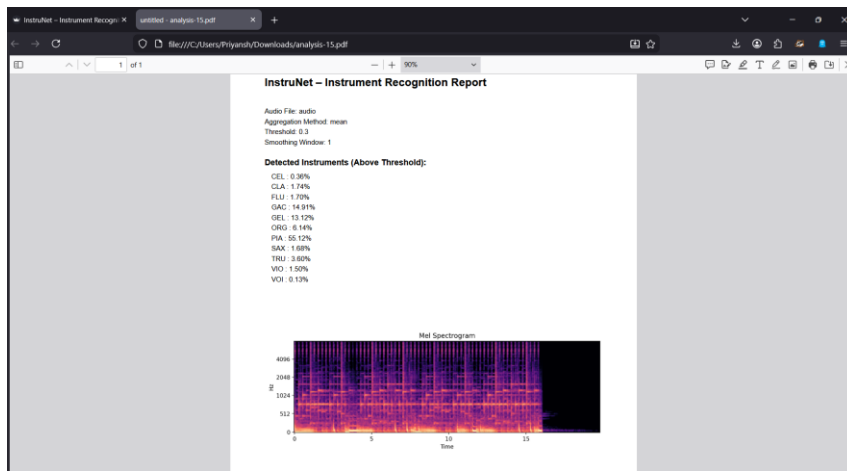 InstruNet – Instrument Recogni
untitled - analysis-15.pdf
file:///C:/Users/Priyansh/Downloads/analysis-15.pdf
1 of 1
90%
InstruNet – Instrument Recognition Report
Audio File: audio
Aggregation Method: mean
Threshold: 0.3
Smoothing Window: 1
Detected Instruments (Above Threshold):
CEL : 0.36%
CLA : 1.74%
FLU : 1.70%
GAC : 14.91%
GEL : 13.12%
ORG : 6.14%
PIA : 55.12%
SAX : 1.68%
TRU : 3.60%
VIO : 1.50%
VOI : 0.13%
Mel Spectrogram
4096
2048
1024
512
0
Hz
0 5 10 15
Time